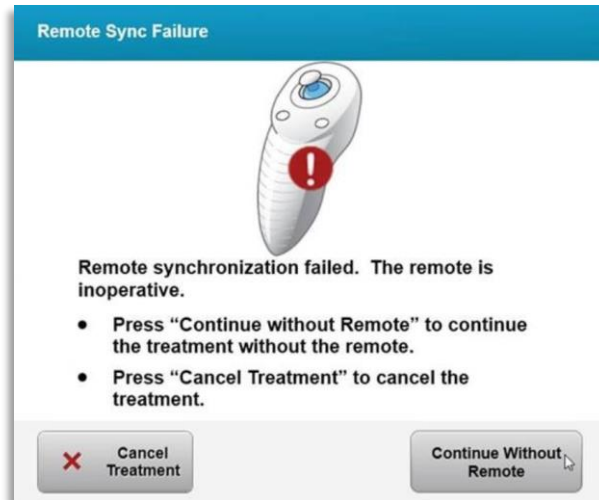 Remote Sync Failure
Remote synchronization failed.  The remote is
inoperative.
• Press “Continue without Remote” to continue
the treatment without the remote.
• Press “Cancel Treatment” to cancel the
treatment.
Cancel
Treatment
Continue Without
Remote